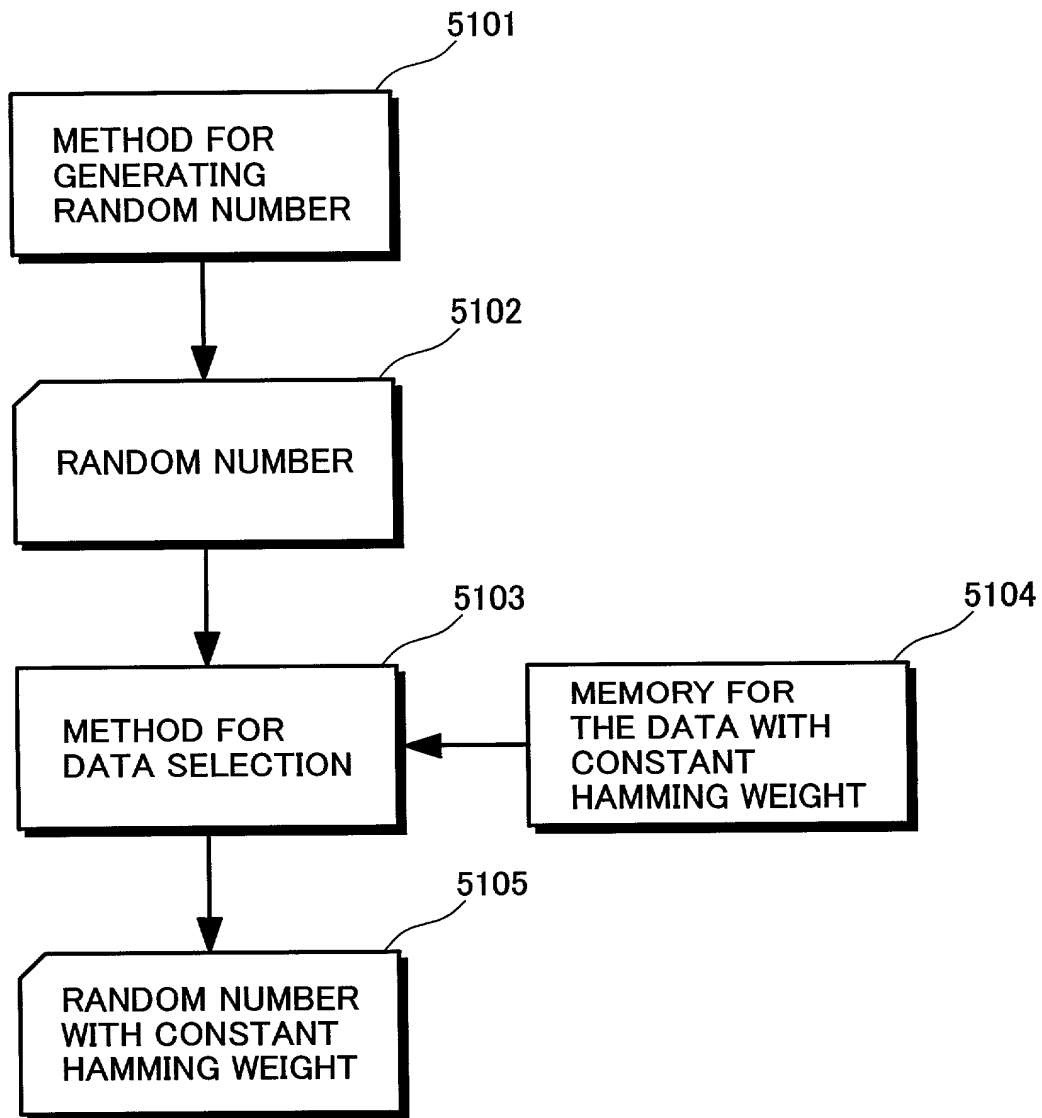 5101
METHOD FOR
GENERATING
RANDOM NUMBER
5102
RANDOM NUMBER
5103
METHOD FOR
DATA SELECTION
5104
MEMORY FOR
THE DATA WITH
CONSTANT
HAMMING WEIGHT
5105
RANDOM NUMBER
WITH CONSTANT
HAMMING WEIGHT